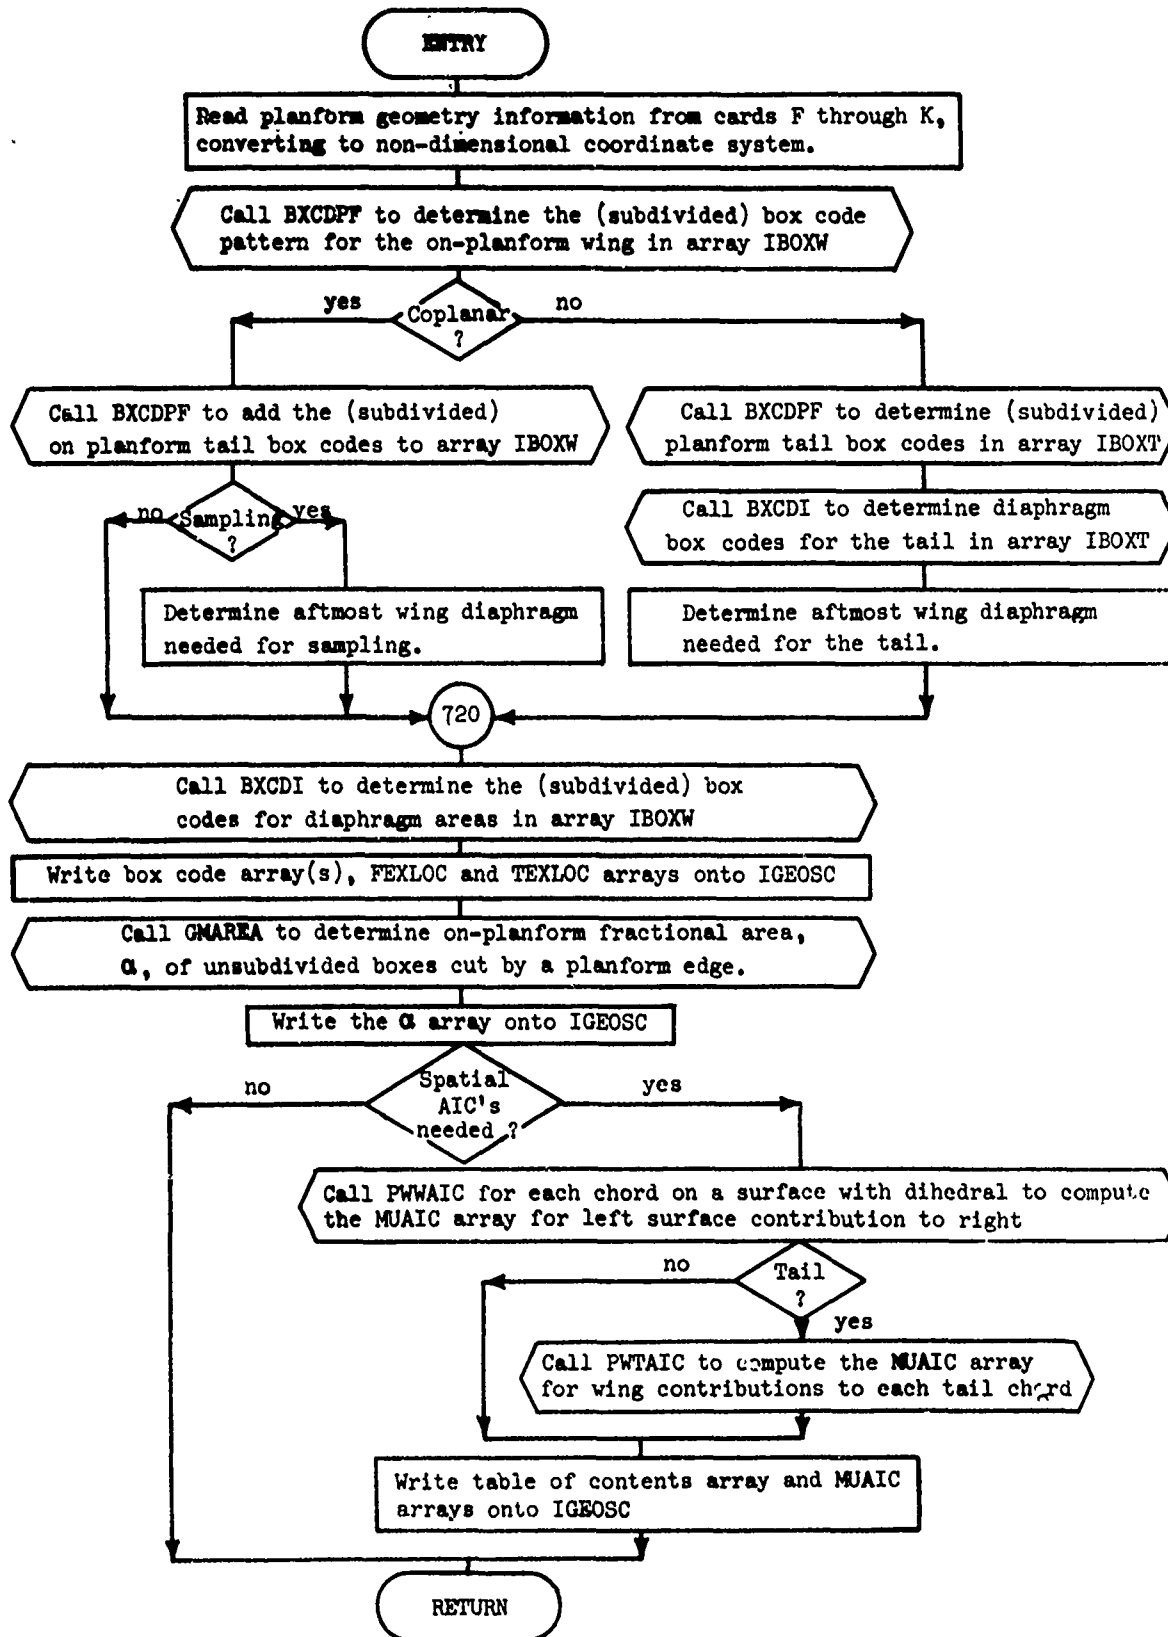 ENTRY
Read planform geometry information from cards F through K,
converting to non-dimensional coordinate system.
Call BXCDPF to determine the (subdivided) box code
pattern for the on-planform wing in array IBOXW
yes
Coplanar
?
no
Call BXCDPF to add the (subdivided)
on planform tail box codes to array IBOXW
Call BXCDPF to determine (subdivided)
planform tail box codes in array IBOXT
no
Sampling
?
yes
Call BXCDI to determine diaphragm
box codes for the tail in array IBOXT
Determine aftmost wing diaphragm
needed for sampling.
Determine aftmost wing diaphragm
needed for the tail.
720
Call BXCDI to determine the (subdivided) box
codes for diaphragm areas in array IBOXW
Write box code array(s), FEXLOC and TEXLOC arrays onto IGEOSC
Call GMAREA to determine on-planform fractional area,
α, of unsubdivided boxes cut by a planform edge.
Write the α array onto IGEOSC
no
Spatial
AIC's
needed ?
yes
Call PWWAIC for each chord on a surface with dihedral to compute
the MUAIC array for left surface contribution to right
no
Tail
?
yes
Call PWTAIC to compute the MUAIC array
for wing contributions to each tail chord
Write table of contents array and MUAIC
arrays onto IGEOSC
RETURN